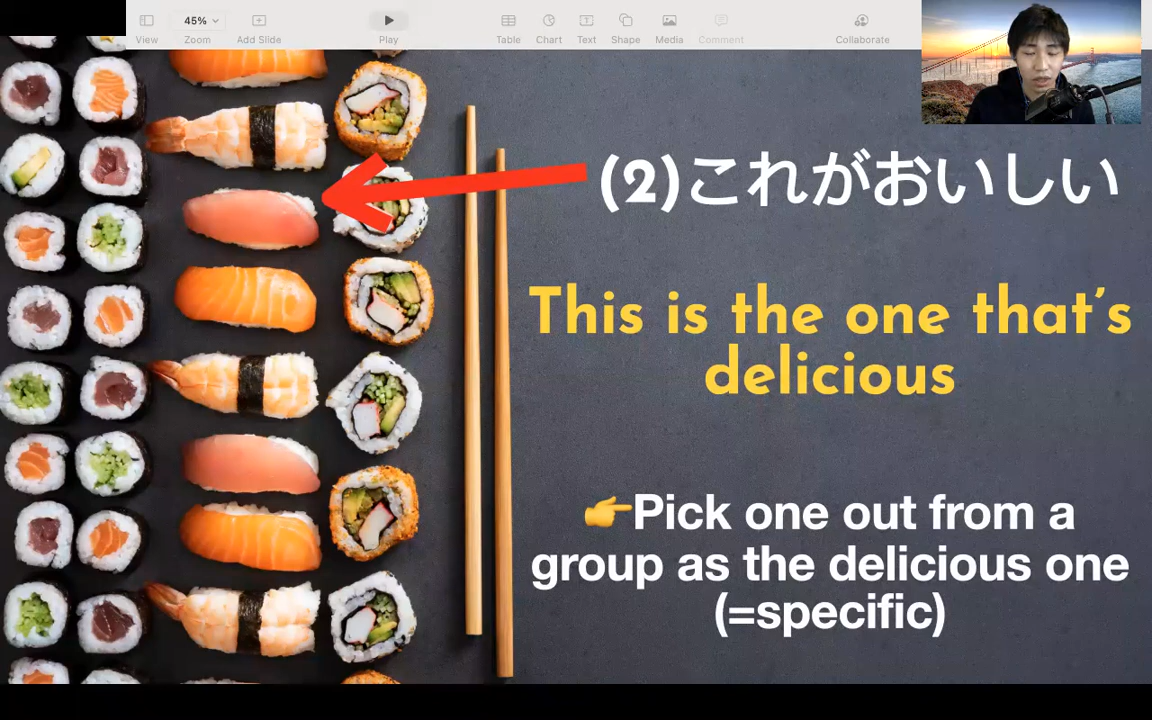 45%
View
Zoom
Add Slide
Play
Table
Chart
Text
Shape
Media
Comment
Collaborate
(2)これがおいしい
This is the one that's
delicious
👉Pick one out from a
group as the delicious one
(=specific)